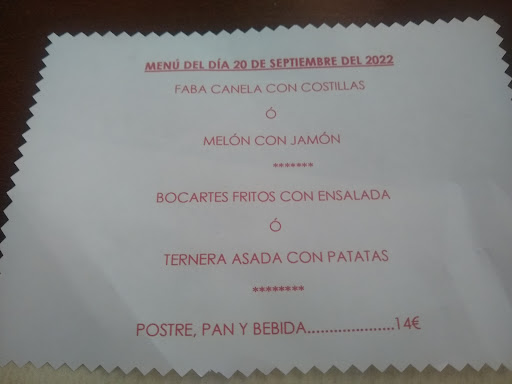 MENÚ DEL DÍA 20 DE SEPTIEMBRE DEL 2022
FABA CANELA CON COSTILLAS
Ó
MELÓN CON JAMÓN
*******
BOCARTES FRITOS CON ENSALADA
Ó
TERNERA ASADA CON PATATAS
********
POSTRE, PAN Y BEBIDA....................14€